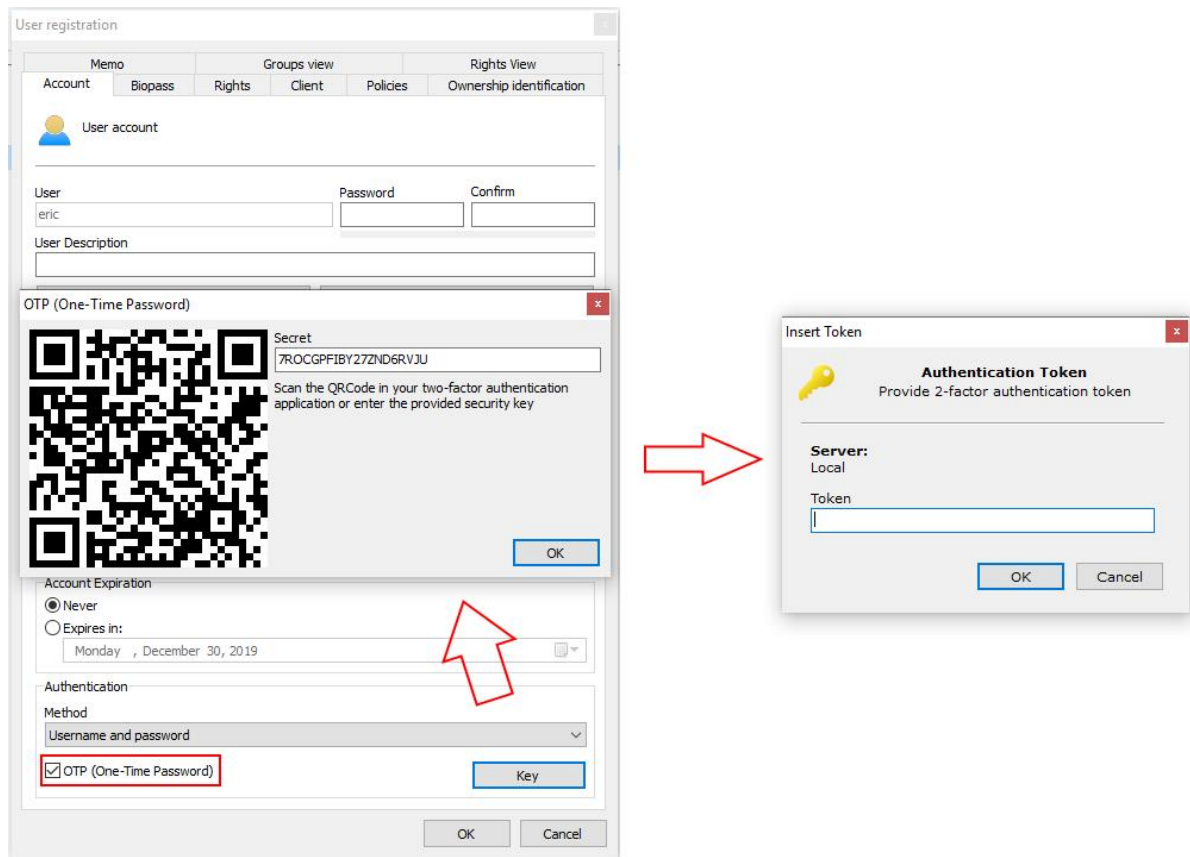 User registration
x
Memo Groups view Rights View
Account Biopass Rights Client Policies Ownership identification
User account
User Password Confirm
eric
User Description
OTP (One-Time Password)
x
Secret
7ROCGPFIBY27ZND6RVJU
Scan the QRCode in your two-factor authentication
application or enter the provided security key
OK
Account Expiration
Never
Expires in:
Monday , December 30, 2019
Authentication
Method
Username and password
OTP (One-Time Password)
Key
OK Cancel
Insert Token
x
Authentication Token
Provide 2-factor authentication token
Server:
Local
Token
OK Cancel